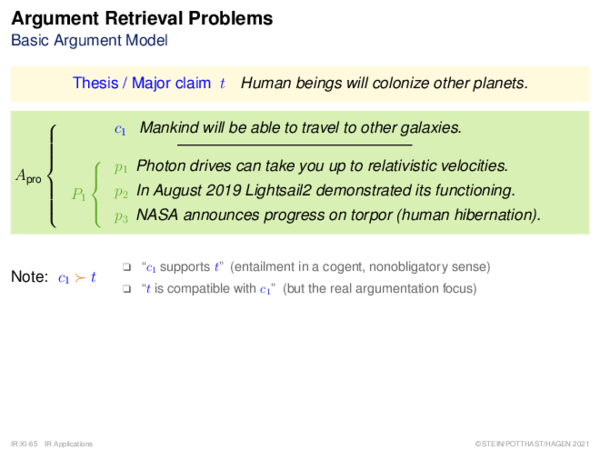 Argument Retrieval Problems
Basic Argument Model
Thesis / Major claim t Human beings will colonize other planets.
c1 Mankind will be able to travel to other galaxies.
Apro P1
p1 Photon drives can take you up to relativistic velocities.
p2 In August 2019 Lightsail2 demonstrated its functioning.
p3 NASA announces progress on torpor (human hibernation).
Note: c1 ≻ t
❑ “c1 supports t” (entailment in a cogent, nonobligatory sense)
❑ “t is compatible with c1” (but the real argumentation focus)
IR:XI-65 IR Applications ©STEIN/POTTHAST/HAGEN 2021